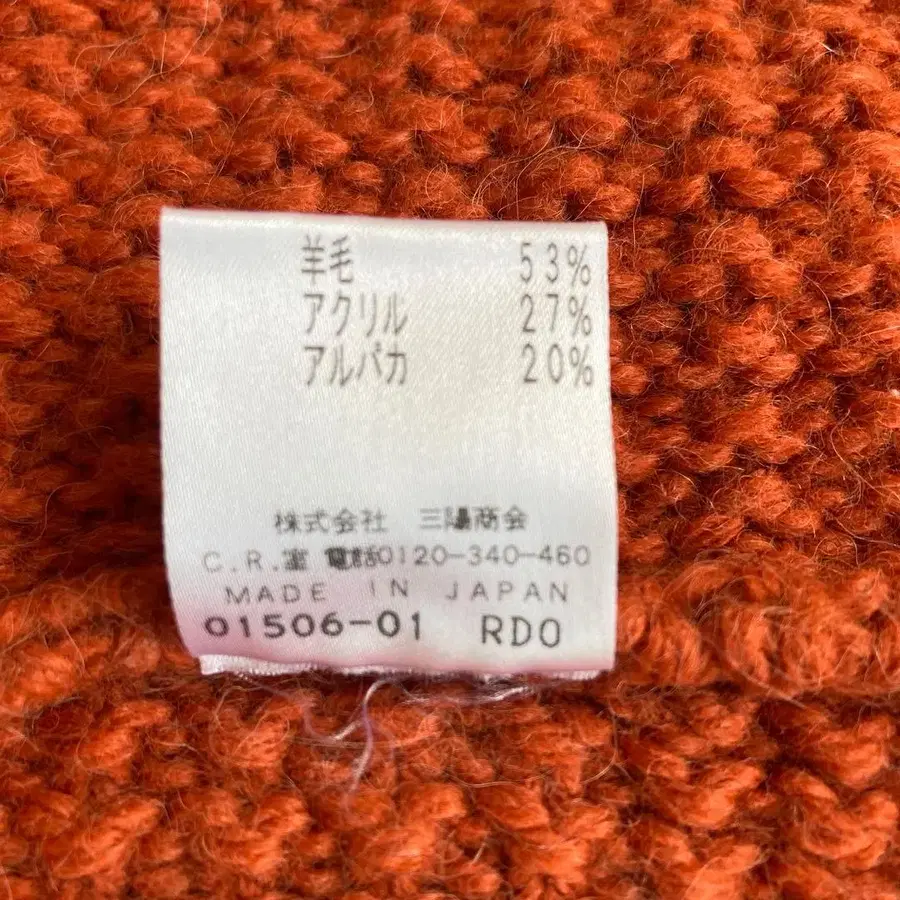 羊毛 53%
アクリル 27%
アルパカ 20%
株式会社 三陽商会
C.R.室 電話0120-340-460
MADE IN JAPAN
01506-01 RDO